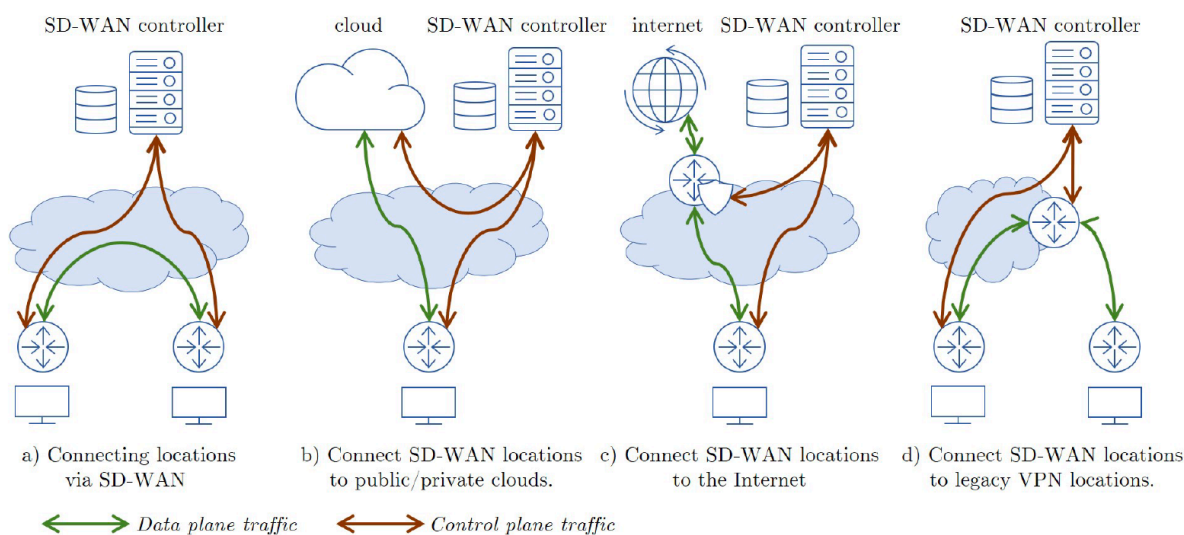 SD-WAN controller
cloud
SD-WAN controller
internet
SD-WAN controller
SD-WAN controller
a) Connecting locations
via SD-WAN
b) Connect SD-WAN locations
to public/private clouds.
c) Connect SD-WAN locations
to the Internet
d) Connect SD-WAN locations
to legacy VPN locations.
Data plane traffic
Control plane traffic